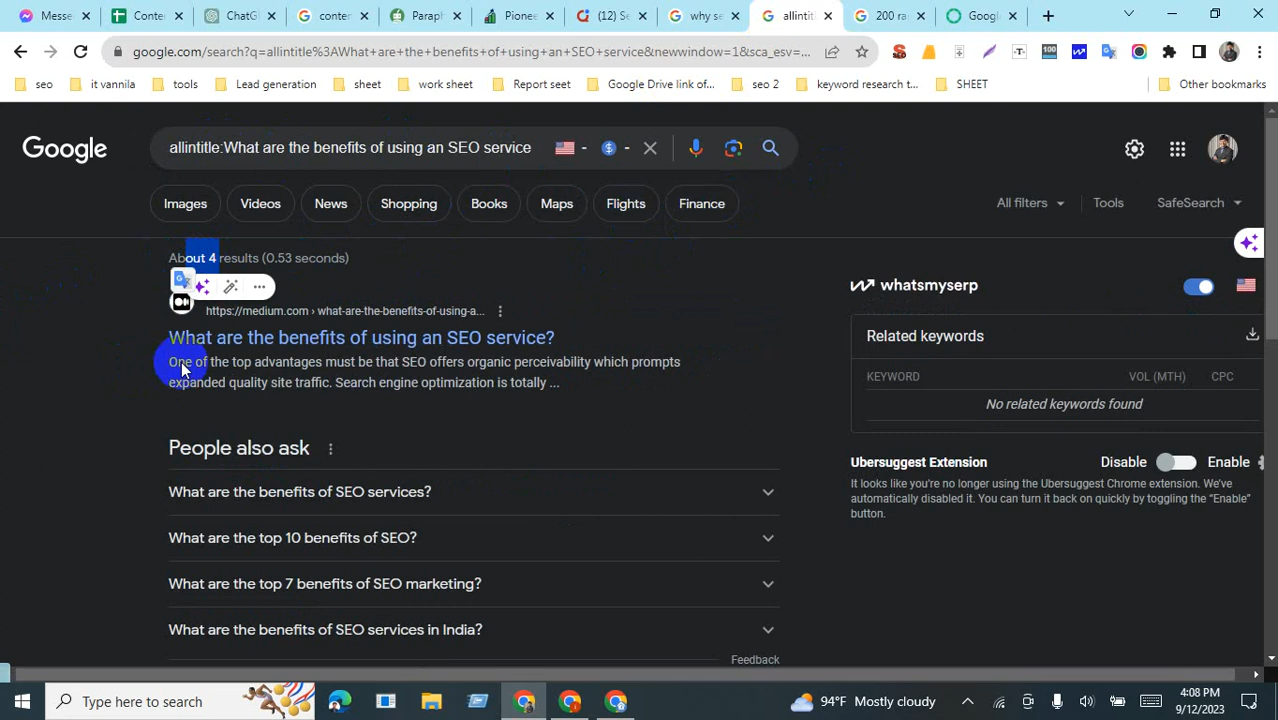 Messe
Conter
ChatG
conter
Paraph
Pionee
(12) Se
why se
allintitl
200 ra
Google
google.com/search?q=allintitle%3AWhat are the benefits of using an SEO service&newwindow=1&sca_esv=...
seo
it vannila
tools
Lead generation
sheet
work sheet
Report seet
Google Drive link of...
seo 2
keyword research t...
SHEET
Other bookmarks
Google
allintitle:What are the benefits of using an SEO service
Images
Videos
News
Shopping
Books
Maps
Flights
Finance
All filters
Tools
SafeSearch
About 4 results (0.53 seconds)
https://medium.com › what-are-the-benefits-of-using-a...
What are the benefits of using an SEO service?
One of the top advantages must be that SEO offers organic perceivability which prompts
expanded quality site traffic. Search engine optimization is totally ...
People also ask
What are the benefits of SEO services?
What are the top 10 benefits of SEO?
What are the top 7 benefits of SEO marketing?
What are the benefits of SEO services in India?
Feedback
whatsmyserp
Related keywords
KEYWORD VOL (MTH) CPC
No related keywords found
Ubersuggest Extension
Disable
Enable
It looks like you're no longer using the Ubersuggest Chrome extension. We've
automatically disabled it. You can turn it back on quickly by toggling the "Enable"
button.
Type here to search
94°F Mostly cloudy
4:08 PM
9/12/2023